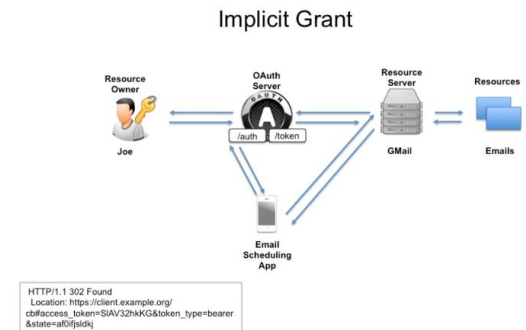 Implicit Grant
Resource
Owner
OAuth
Server
Resource
Server
Resources
OAUTH
A
/auth
/token
Joe
GMail
Emails
Email
Scheduling
App
HTTP/1.1 302 Found
Location: https://client.example.org/
cb#access_token=SlAV32hkKG&token_type=bearer
&state=af0ifjsldkj